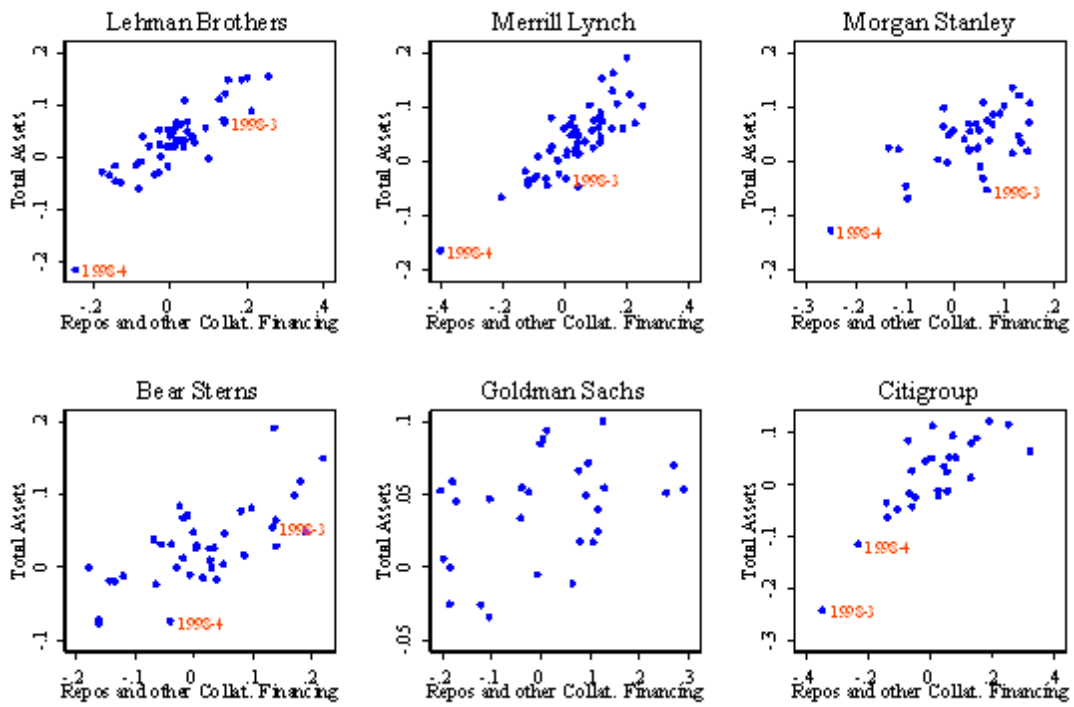 Lehman Brothers
Total Assets
.2
.1
0
-.1
-.2
1998-3
1998-4
-.2 0 .2 .4
Repos and other Collat. Financing
Merrill Lynch
Total Assets
.2
.1
0
-.1
-.2
1998-3
1998-4
-.4 -.2 0 .2 .4
Repos and other Collat. Financing
Morgan Stanley
Total Assets
.2
.1
0
-.1
-.2
1998-3
1998-4
-.3 -.2 -.1 0 .1 .2
Repos and other Collat. Financing
Bear Sterns
Total Assets
.2
.1
0
-.1
1998-3
1998-4
-.2 -.1 0 .1 .2
Repos and other Collat. Financing
Goldman Sachs
Total Assets
.1
.05
0
-.05
-.2 -.1 0 .1 .2 .3
Repos and other Collat. Financing
Citigroup
Total Assets
.1
0
-.1
-.2
-.3
1998-4
1998-3
-.4 -.2 0 .2 .4
Repos and other Collat. Financing